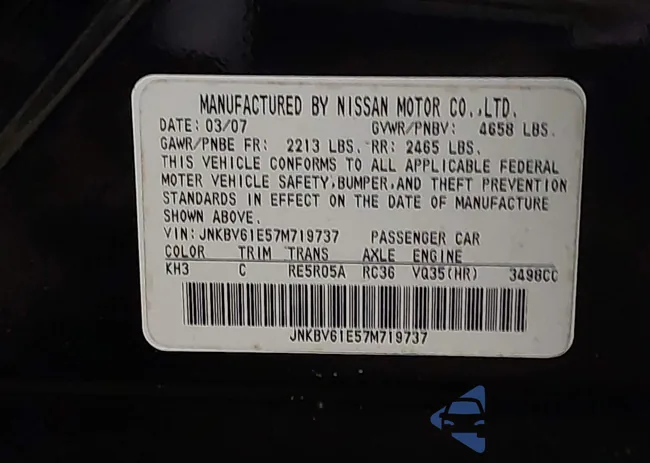 MANUFACTURED BY NISSAN MOTOR CO.,LTD.
DATE: 03/07 GVWR/PNBV: 4658 LBS.
GAWR/PNBE FR: 2213 LBS. RR: 2465 LBS.
THIS VEHICLE CONFORMS TO ALL APPLICABLE FEDERAL
MOTER VEHICLE SAFETY,BUMPER,AND THEFT PREVENTION
STANDARDS IN EFFECT ON THE DATE OF MANUFACTURE
SHOWN ABOVE.
VIN:JNKBV61E57M719737 PASSENGER CAR
COLOR TRIM TRANS AXLE ENGINE
KH3 C RE5R05A RC36 VQ35(HR) 3498CC
JNKBV61E57M719737